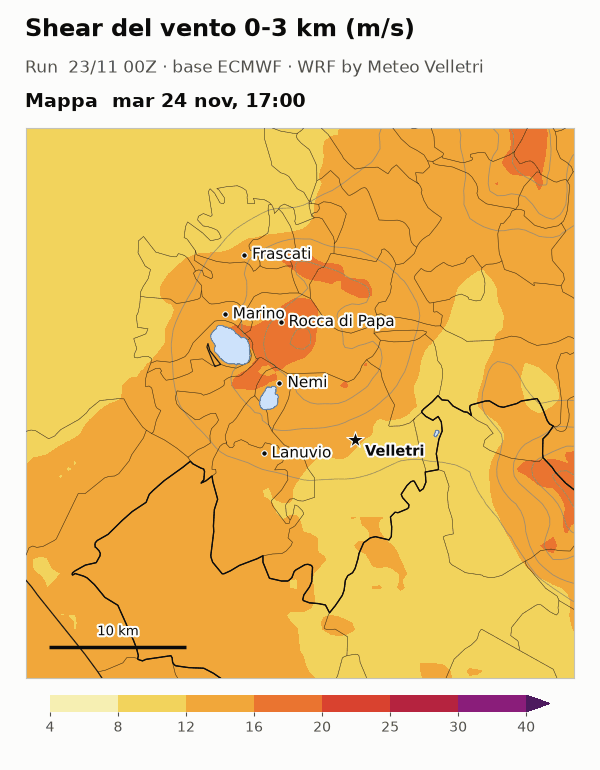 Shear del vento 0-3 km (m/s)
Run  23/11 00Z · base ECMWF · WRF by Meteo Velletri
Mappa  mar 24 nov, 17:00
Frascati
Marino
Rocca di Papa
Nemi
Velletri
Lanuvio
10 km
4 8 12 16 20 25 30 40